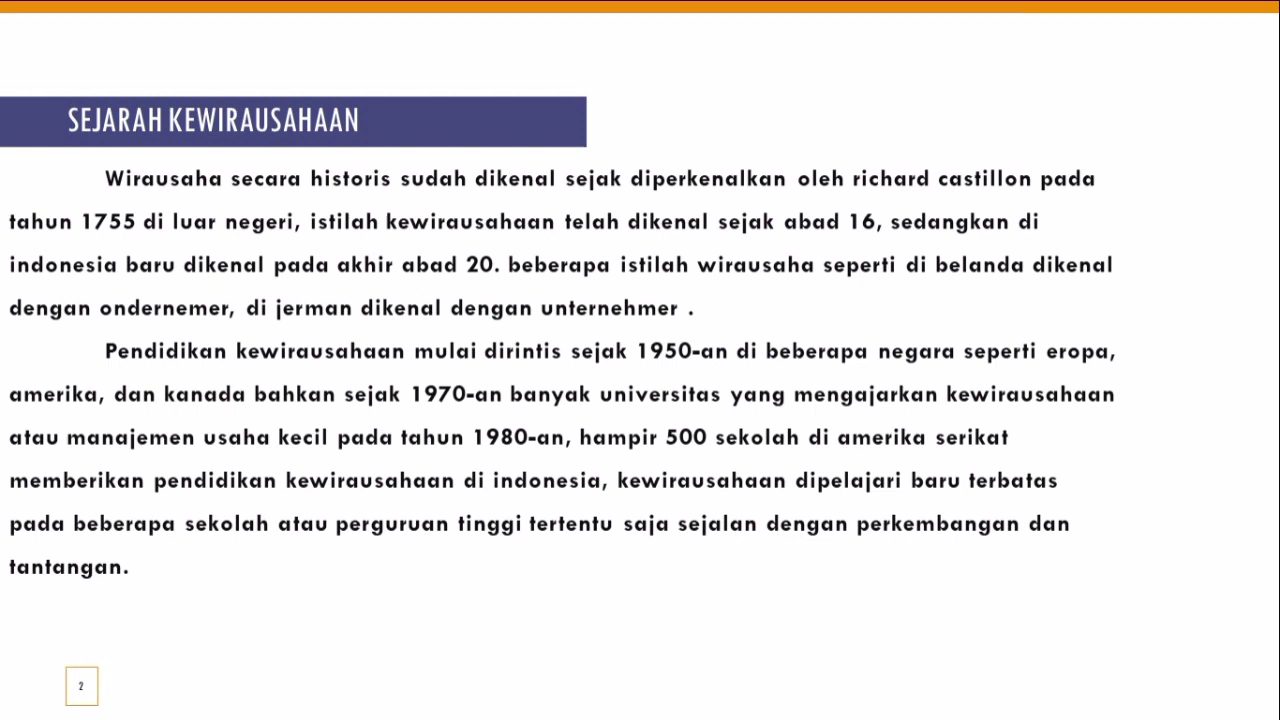 SEJARAH KEWIRAUSAHAAN
Wirausaha secara historis sudah dikenal sejak diperkenalkan oleh richard castillon pada
tahun 1755 di luar negeri, istilah kewirausahaan telah dikenal sejak abad 16, sedangkan di
indonesia baru dikenal pada akhir abad 20. beberapa istilah wirausaha seperti di belanda dikenal
dengan ondernemer, di jerman dikenal dengan unternehmer .
Pendidikan kewirausahaan mulai dirintis sejak 1950-an di beberapa negara seperti eropa,
amerika, dan kanada bahkan sejak 1970-an banyak universitas yang mengajarkan kewirausahaan
atau manajemen usaha kecil pada tahun 1980-an, hampir 500 sekolah di amerika serikat
memberikan pendidikan kewirausahaan di indonesia, kewirausahaan dipelajari baru terbatas
pada beberapa sekolah atau perguruan tinggi tertentu saja sejalan dengan perkembangan dan
tantangan.
2